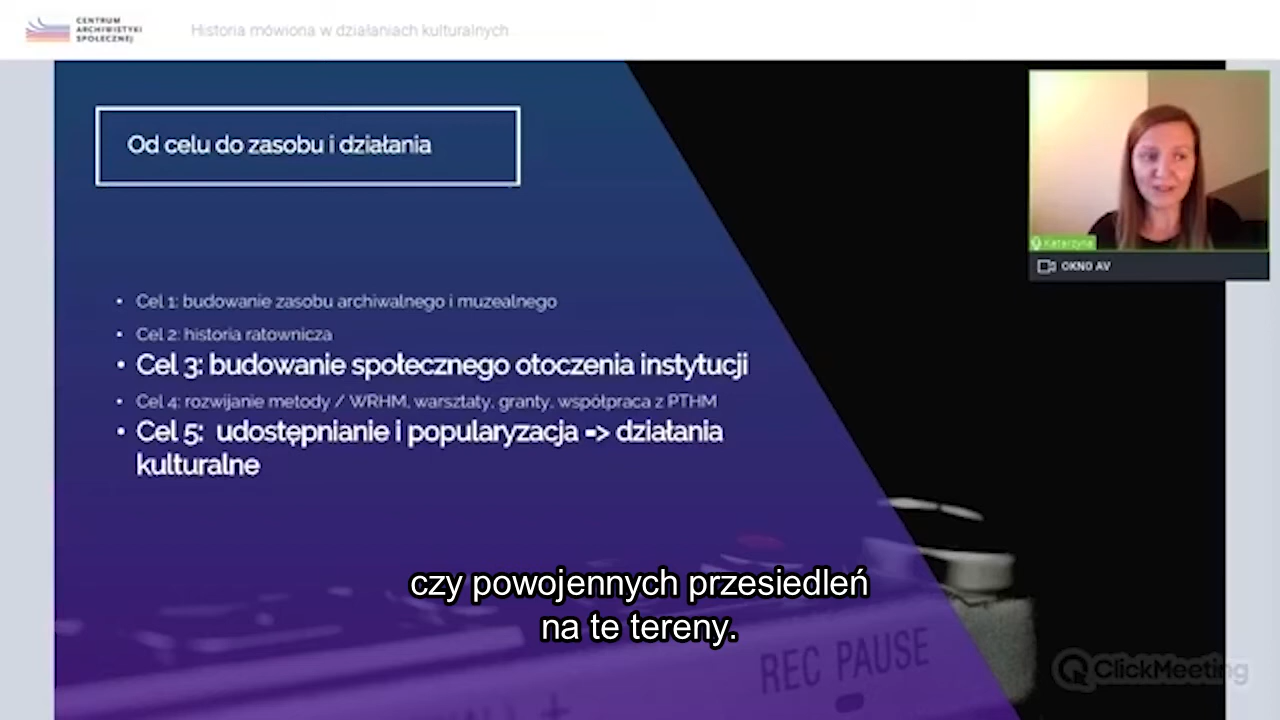 CENTRUM
ARCHIWISTYKI
SPOŁECZNEJ
Historia mówiona w działaniach kulturalnych
Od celu do zasobu i działania
• Cel 1: budowanie zasobu archiwalnego i muzealnego
• Cel 2: historia ratownicza
• Cel 3: budowanie społecznego otoczenia instytucji
• Cel 4: rozwijanie metody / WRHM, warsztaty, granty, współpraca z PTHM
• Cel 5: udostępnianie i popularyzacja => działania
kulturalne
Katarzyna
OKNO AV
czy powojennych przesiedleń
na te tereny.
REC PAUSE
ClickMeeting